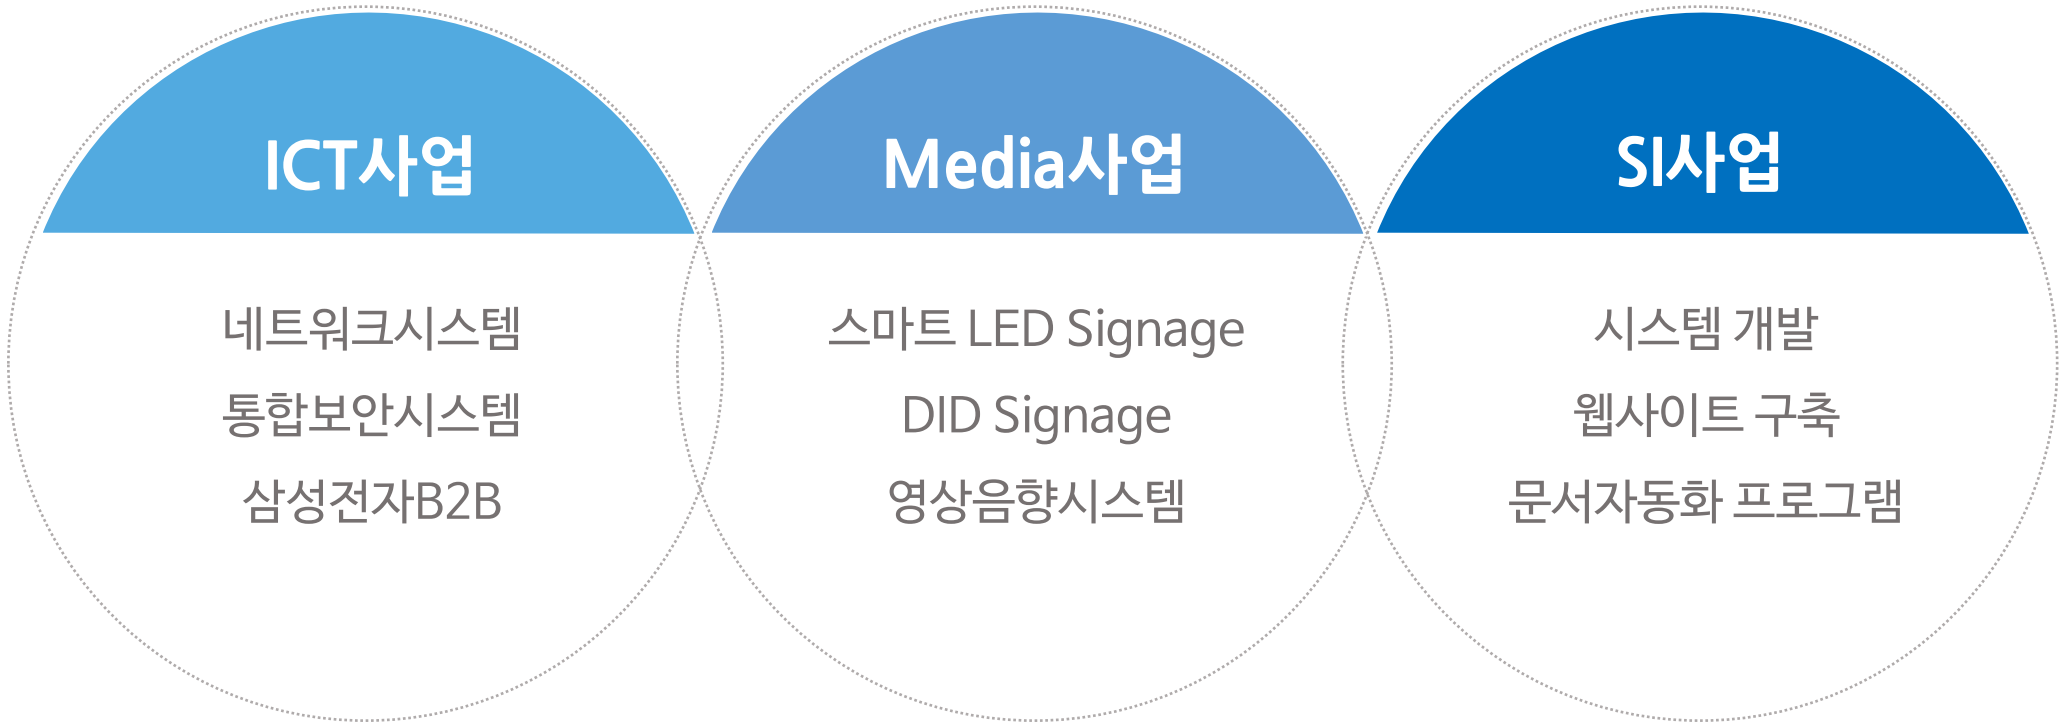 ICT사업
네트워크시스템
통합보안시스템
삼성전자B2B
Media사업
스마트 LED Signage
DID Signage
영상음향시스템
SI사업
시스템 개발
웹사이트 구축
문서자동화 프로그램